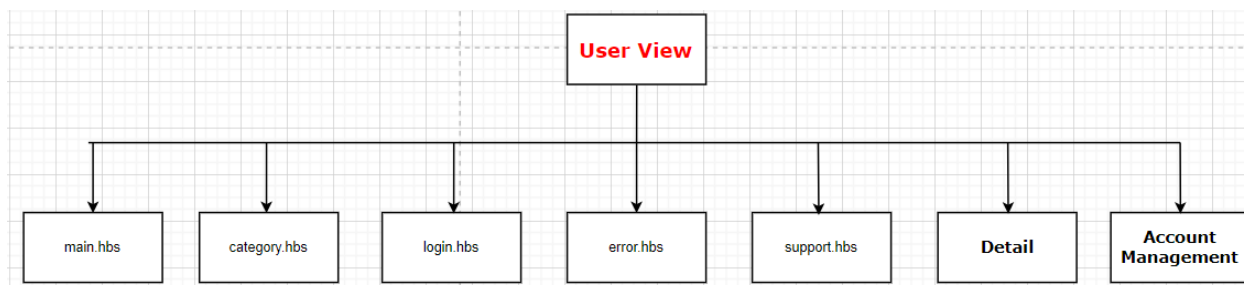 User View
main.hbs
category.hbs
login.hbs
error.hbs
support.hbs
Detail
Account
Management